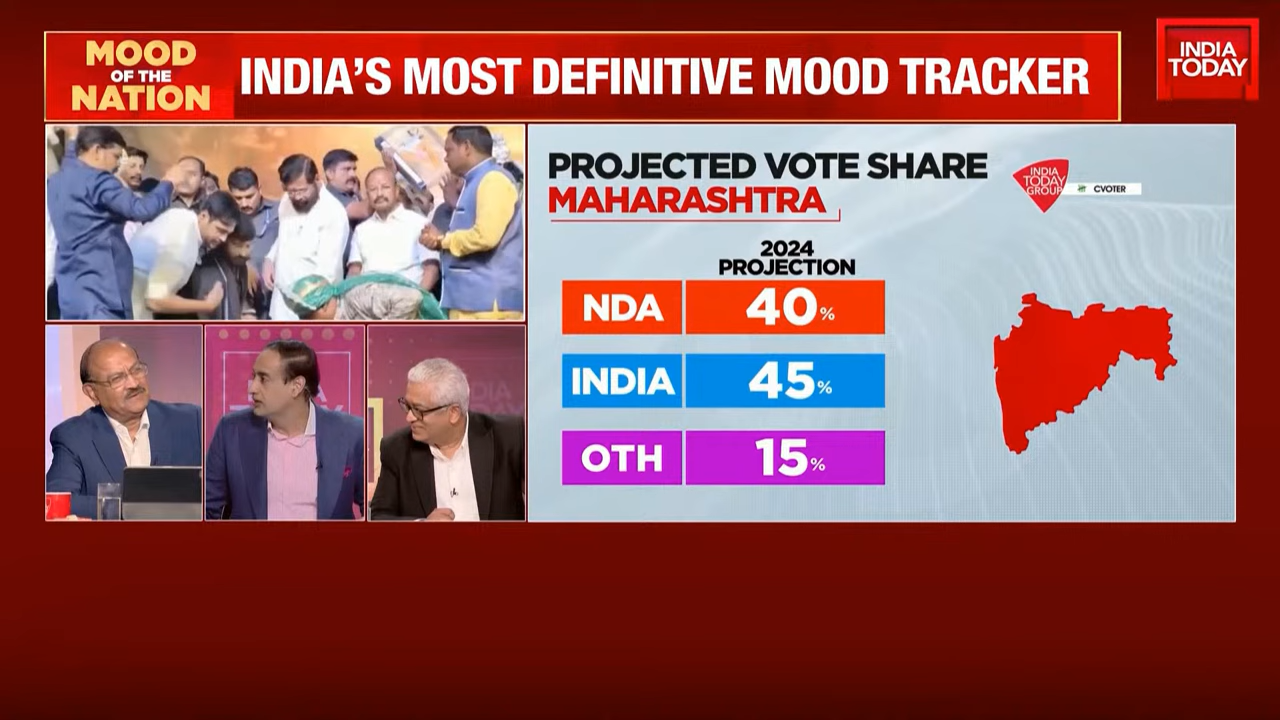 MOOD
OF THE
NATION
INDIA'S MOST DEFINITIVE MOOD TRACKER
INDIA
TODAY
PROJECTED VOTE SHARE
MAHARASHTRA
INDIA
TODAY
GROUP
CVOTER
2024
PROJECTION
NDA 40%
INDIA 45%
OTH 15%